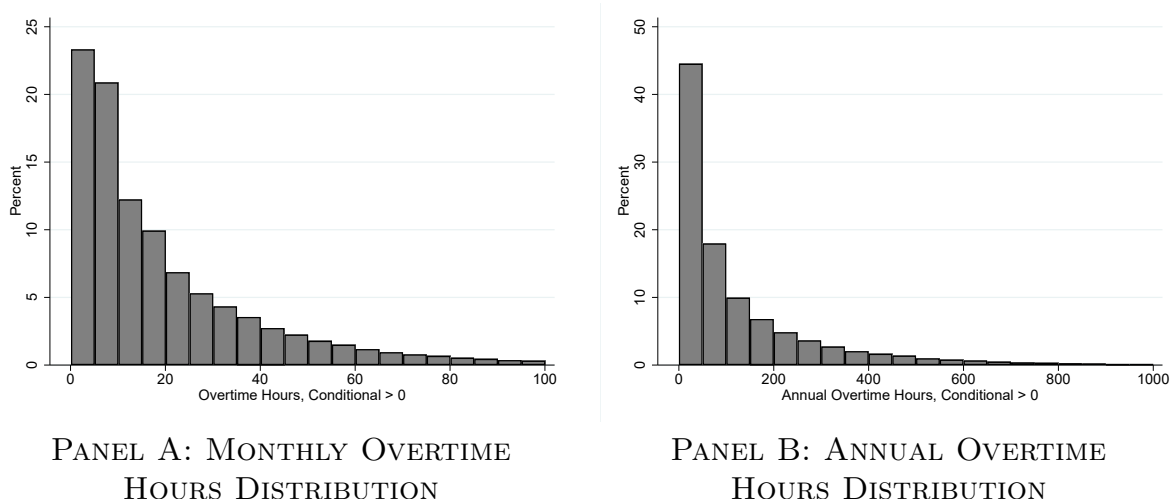 25
20
15
10
5
0
Percent
0 20 40 60 80 100
Overtime Hours, Conditional > 0
PANEL A: MONTHLY OVERTIME
HOURS DISTRIBUTION
50
40
30
20
10
0
Percent
0 200 400 600 800 1000
Annual Overtime Hours, Conditional > 0
PANEL B: ANNUAL OVERTIME
HOURS DISTRIBUTION